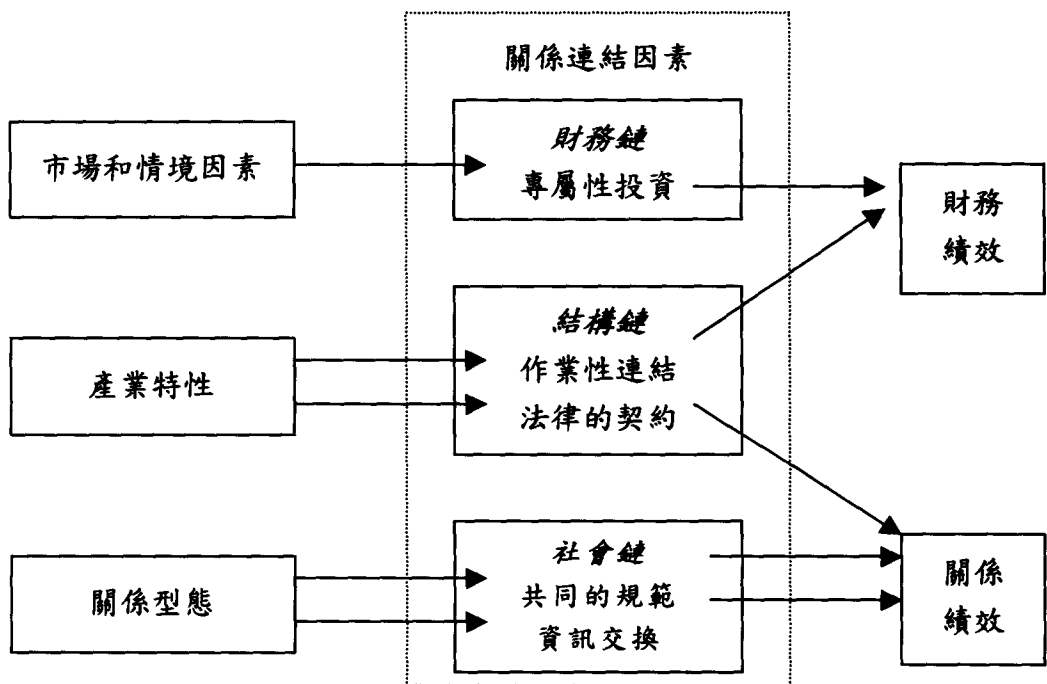 關係連結因素
市場和情境因素
財務鏈
專屬性投資
財務
績效
產業特性
結構鏈
作業性連結
法律的契約
關係型態
社會鏈
共同的規範
資訊交換
關係
績效